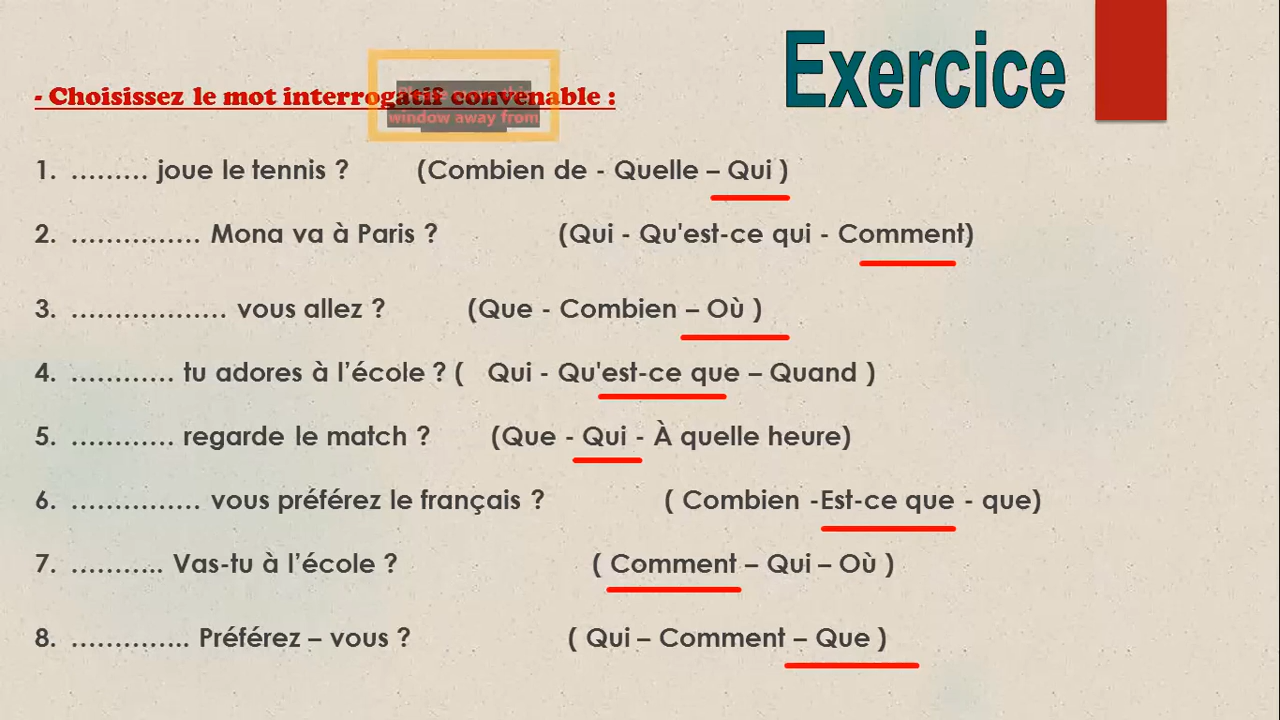 Exercice
- Choisissez le mot interrogatif convenable :
window away from
1. ……… joue le tennis ? (Combien de - Quelle – Qui )
2. …………… Mona va à Paris ? (Qui - Qu'est-ce qui - Comment)
3. ……………… vous allez ? (Que - Combien – Où )
4. ………… tu adores à l’école ? ( Qui - Qu'est-ce que – Quand )
5. ………… regarde le match ? (Que - Qui - À quelle heure)
6. …………… vous préférez le français ? ( Combien -Est-ce que - que)
7. ……….. Vas-tu à l’école ? ( Comment – Qui – Où )
8. ………….. Préférez – vous ? ( Qui – Comment – Que )